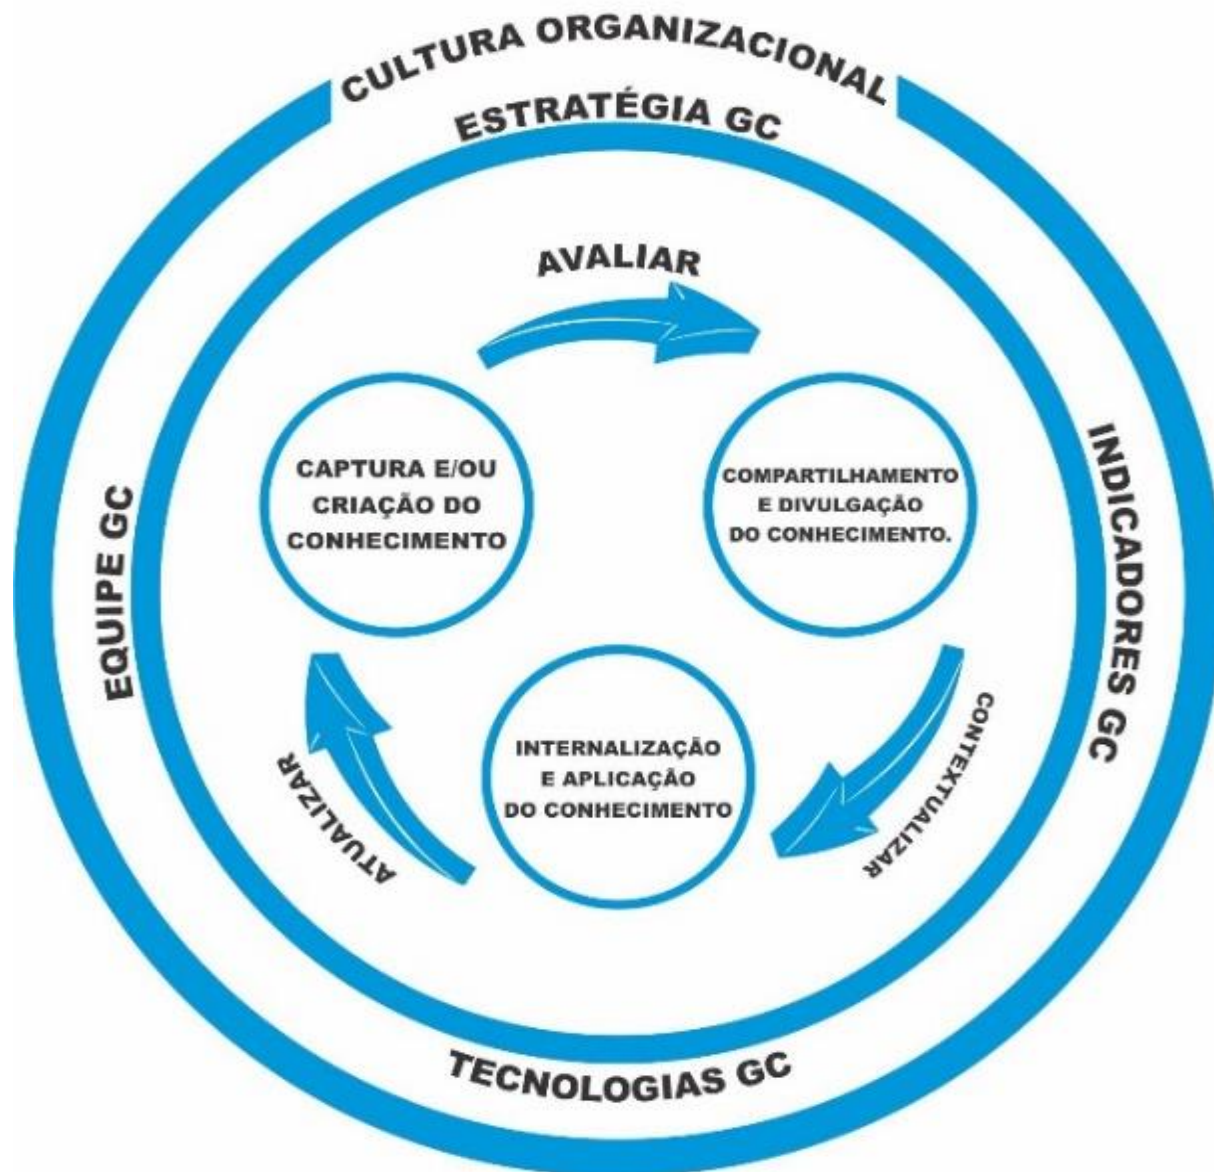 CULTURA ORGANIZACIONAL
ESTRATÉGIA GC
AVALIAR
CAPTURA E/OU
CRIAÇÃO DO
CONHECIMENTO
COMPARTILHAMENTO
E DIVULGAÇÃO
DO CONHECIMENTO.
EQUIPE GC
INDICADORES GC
INTERNALIZAÇÃO
E APLICAÇÃO
DO CONHECIMENTO
ATUALIZAR
CONTEXTUALIZAR
TECNOLOGIAS GC